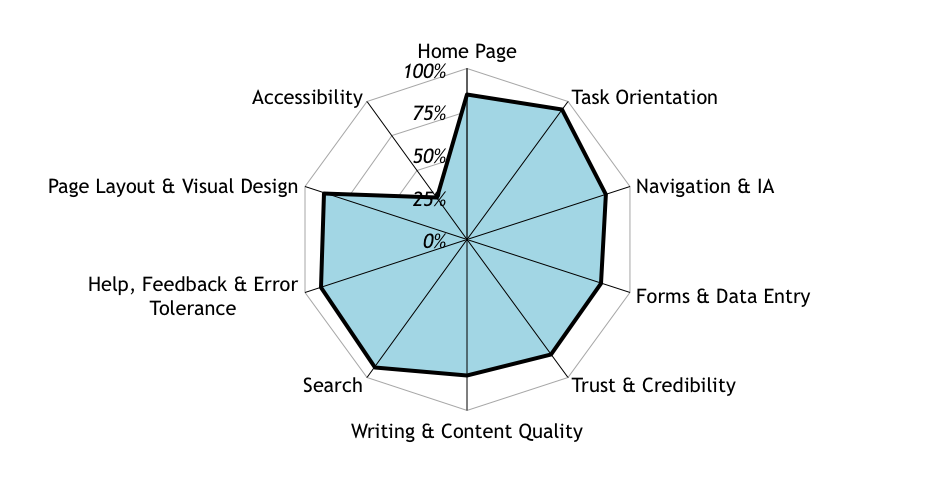 Home Page
100%
Accessibility
Task Orientation
75%
50%
Page Layout & Visual Design
Navigation & IA
25%
0%
Help, Feedback & Error
Tolerance
Forms & Data Entry
Search
Trust & Credibility
Writing & Content Quality